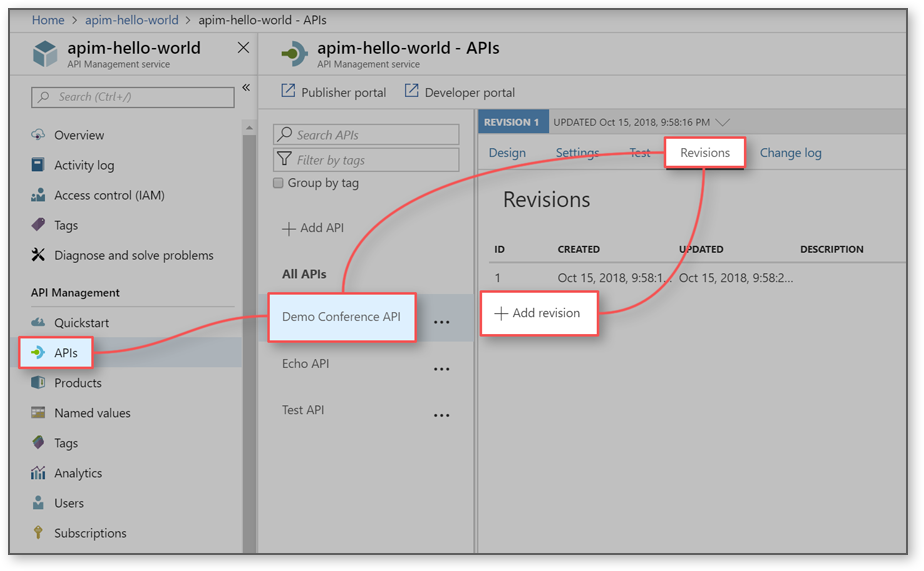 Home > apim-hello-world > apim-hello-world - APIs
apim-hello-world
API Management service
Search (Ctrl+/)
Overview
Activity log
Access control (IAM)
Tags
Diagnose and solve problems
API Management
Quickstart
APIs
Products
Named values
Tags
Analytics
Users
Subscriptions
apim-hello-world - APIs
API Management service
Publisher portal Developer portal
Search APIs
Filter by tags
Group by tag
+ Add API
All APIs
Demo Conference API ...
Echo API ...
Test API ...
REVISION 1 UPDATED Oct 15, 2018, 9:58:16 PM
Design Settings Test Revisions Change log
Revisions
ID CREATED UPDATED DESCRIPTION
1 Oct 15, 2018, 9:58:1... Oct 15, 2018, 9:58:2...
+ Add revision